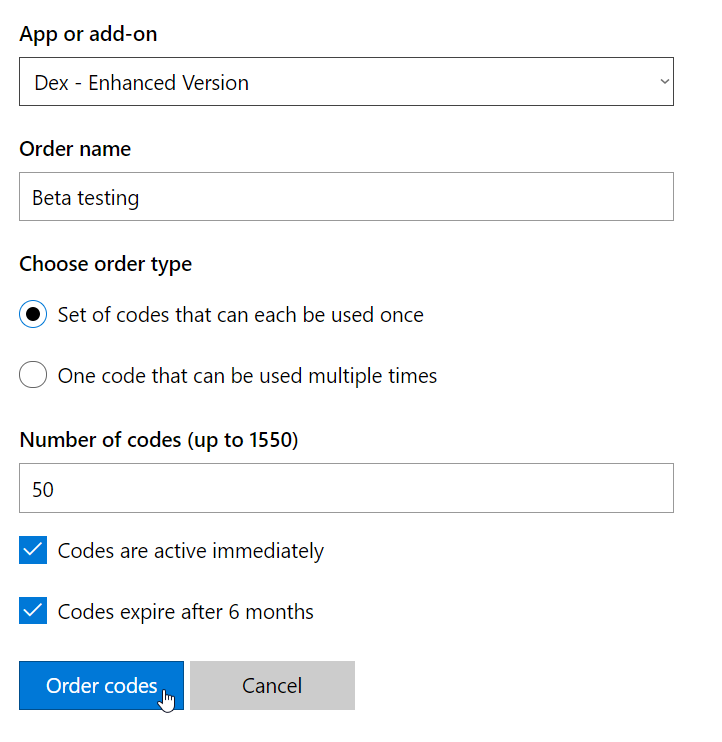 App or add-on
Dex - Enhanced Version
Order name
Beta testing
Choose order type
Set of codes that can each be used once
One code that can be used multiple times
Number of codes (up to 1550)
50
Codes are active immediately
Codes expire after 6 months
Order codes Cancel